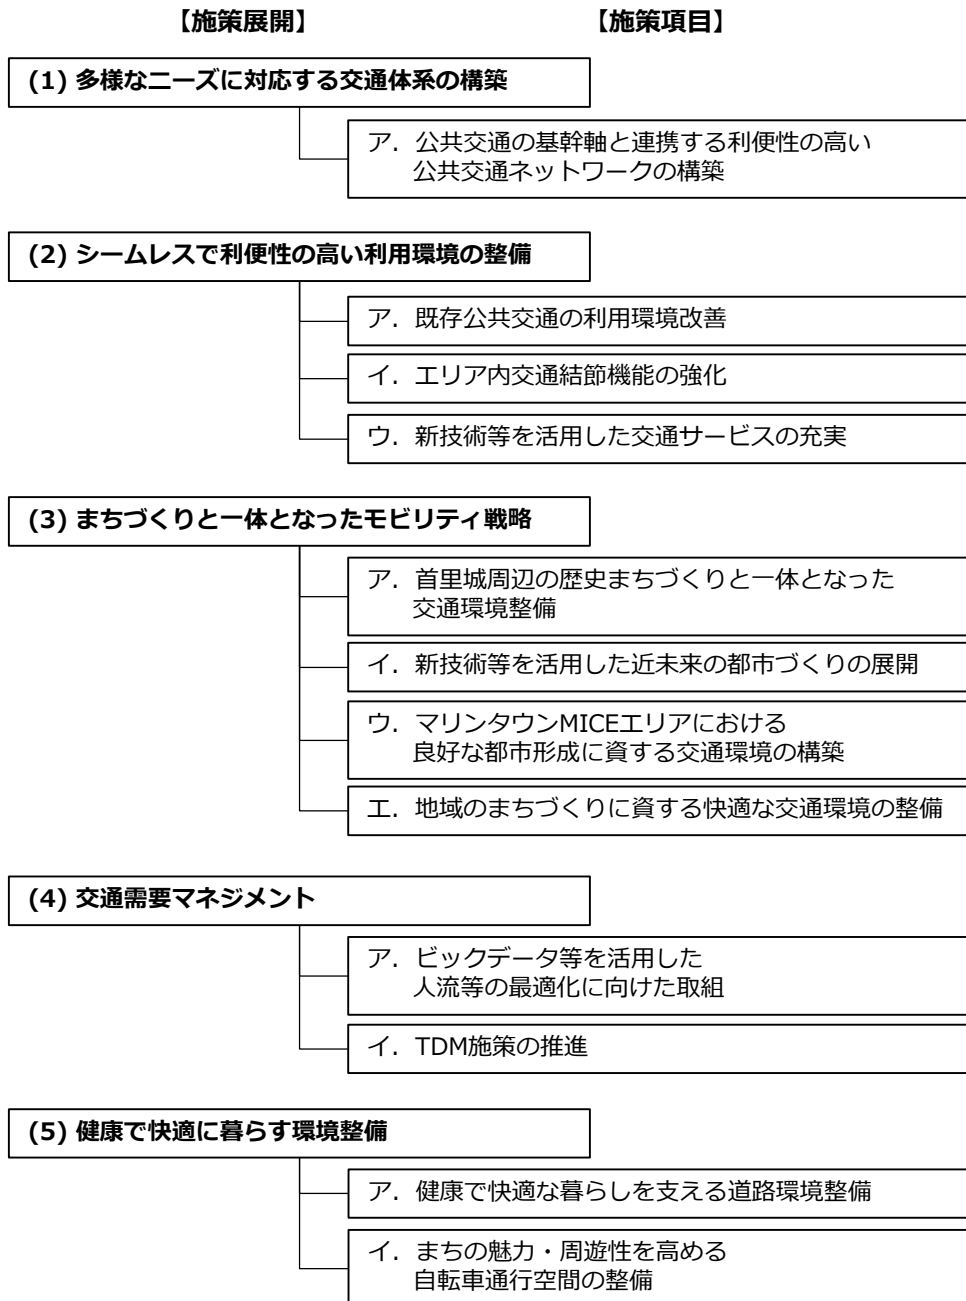 【施策展開】 【施策項目】
(1) 多様なニーズに対応する交通体系の構築
ア．公共交通の基幹軸と連携する利便性の高い
公共交通ネットワークの構築
(2) シームレスで利便性の高い利用環境の整備
ア．既存公共交通の利用環境改善
イ．エリア内交通結節機能の強化
ウ．新技術等を活用した交通サービスの充実
(3) まちづくりと一体となったモビリティ戦略
ア．首里城周辺の歴史まちづくりと一体となった
交通環境整備
イ．新技術等を活用した近未来の都市づくりの展開
ウ．マリンタウンMICEエリアにおける
良好な都市形成に資する交通環境の構築
エ．地域のまちづくりに資する快適な交通環境の整備
(4) 交通需要マネジメント
ア．ビックデータ等を活用した
人流等の最適化に向けた取組
イ．TDM施策の推進
(5) 健康で快適に暮らす環境整備
ア．健康で快適な暮らしを支える道路環境整備
イ．まちの魅力・周遊性を高める
自転車通行空間の整備